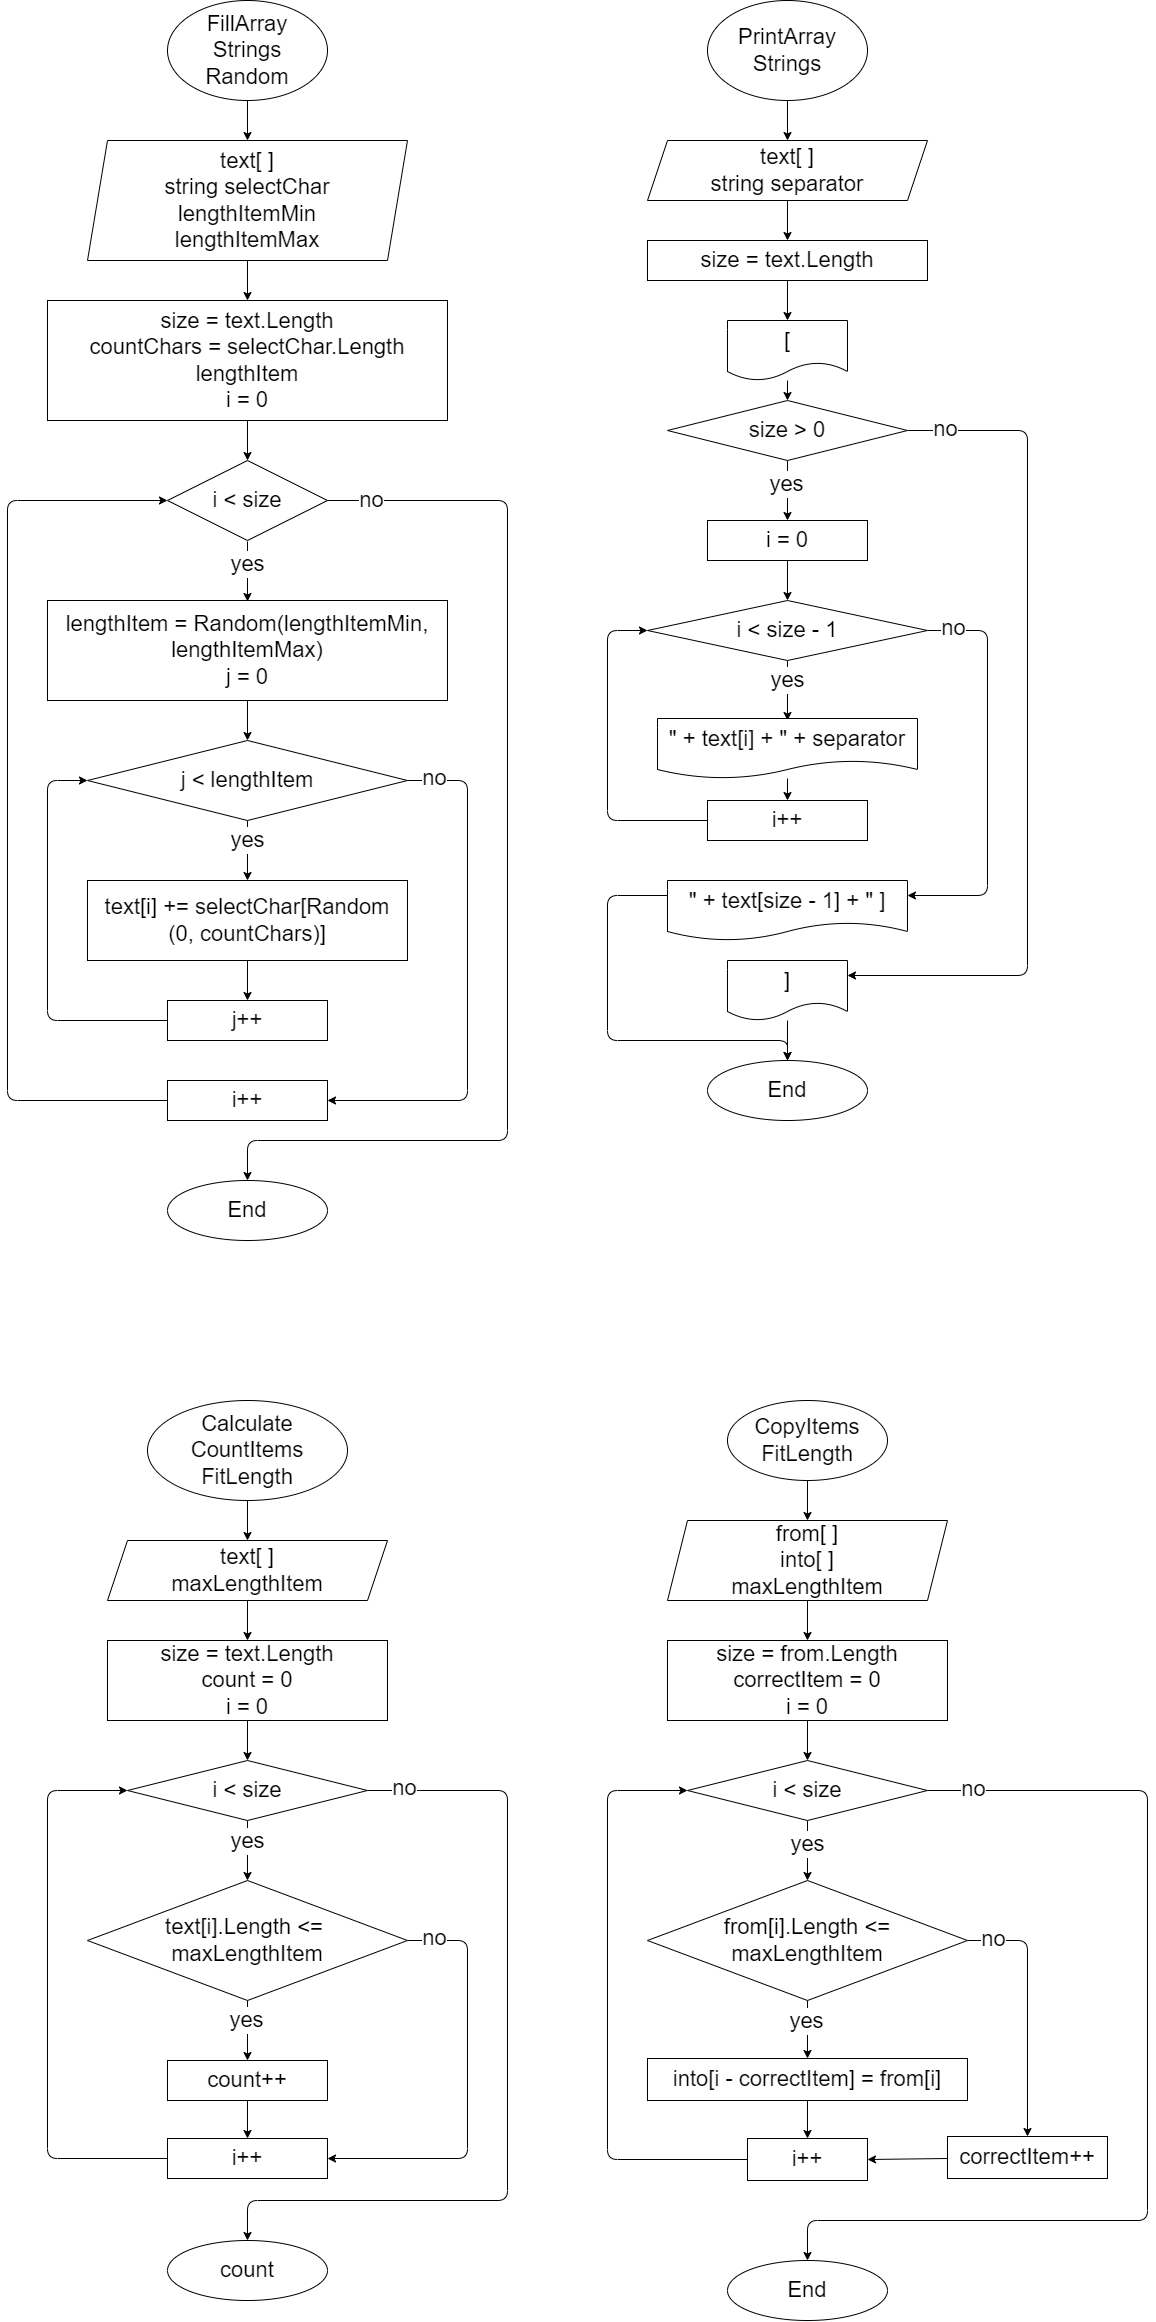 FillArray
Strings
Random
text[ ]
string selectChar
lengthItemMin
lengthItemMax
size = text.Length
countChars = selectChar.Length
lengthItem
i = 0
i < size
no
yes
lengthItem = Random(lengthItemMin,
lengthItemMax)
j = 0
j < lengthItem
no
yes
text[i] += selectChar[Random
(0, countChars)]
j++
i++
End
PrintArray
Strings
text[ ]
string separator
size = text.Length
[
size > 0
no
yes
i = 0
i < size - 1
no
yes
" + text[i] + " + separator
i++
" + text[size - 1] + " ]
]
End
Calculate
CountItems
FitLength
text[ ]
maxLengthItem
size = text.Length
count = 0
i = 0
i < size
no
yes
text[i].Length <=
maxLengthItem
no
yes
count++
i++
count
CopyItems
FitLength
from[ ]
into[ ]
maxLengthItem
size = from.Length
correctItem = 0
i = 0
i < size
no
yes
from[i].Length <=
maxLengthItem
no
yes
into[i - correctItem] = from[i]
i++
correctItem++
End